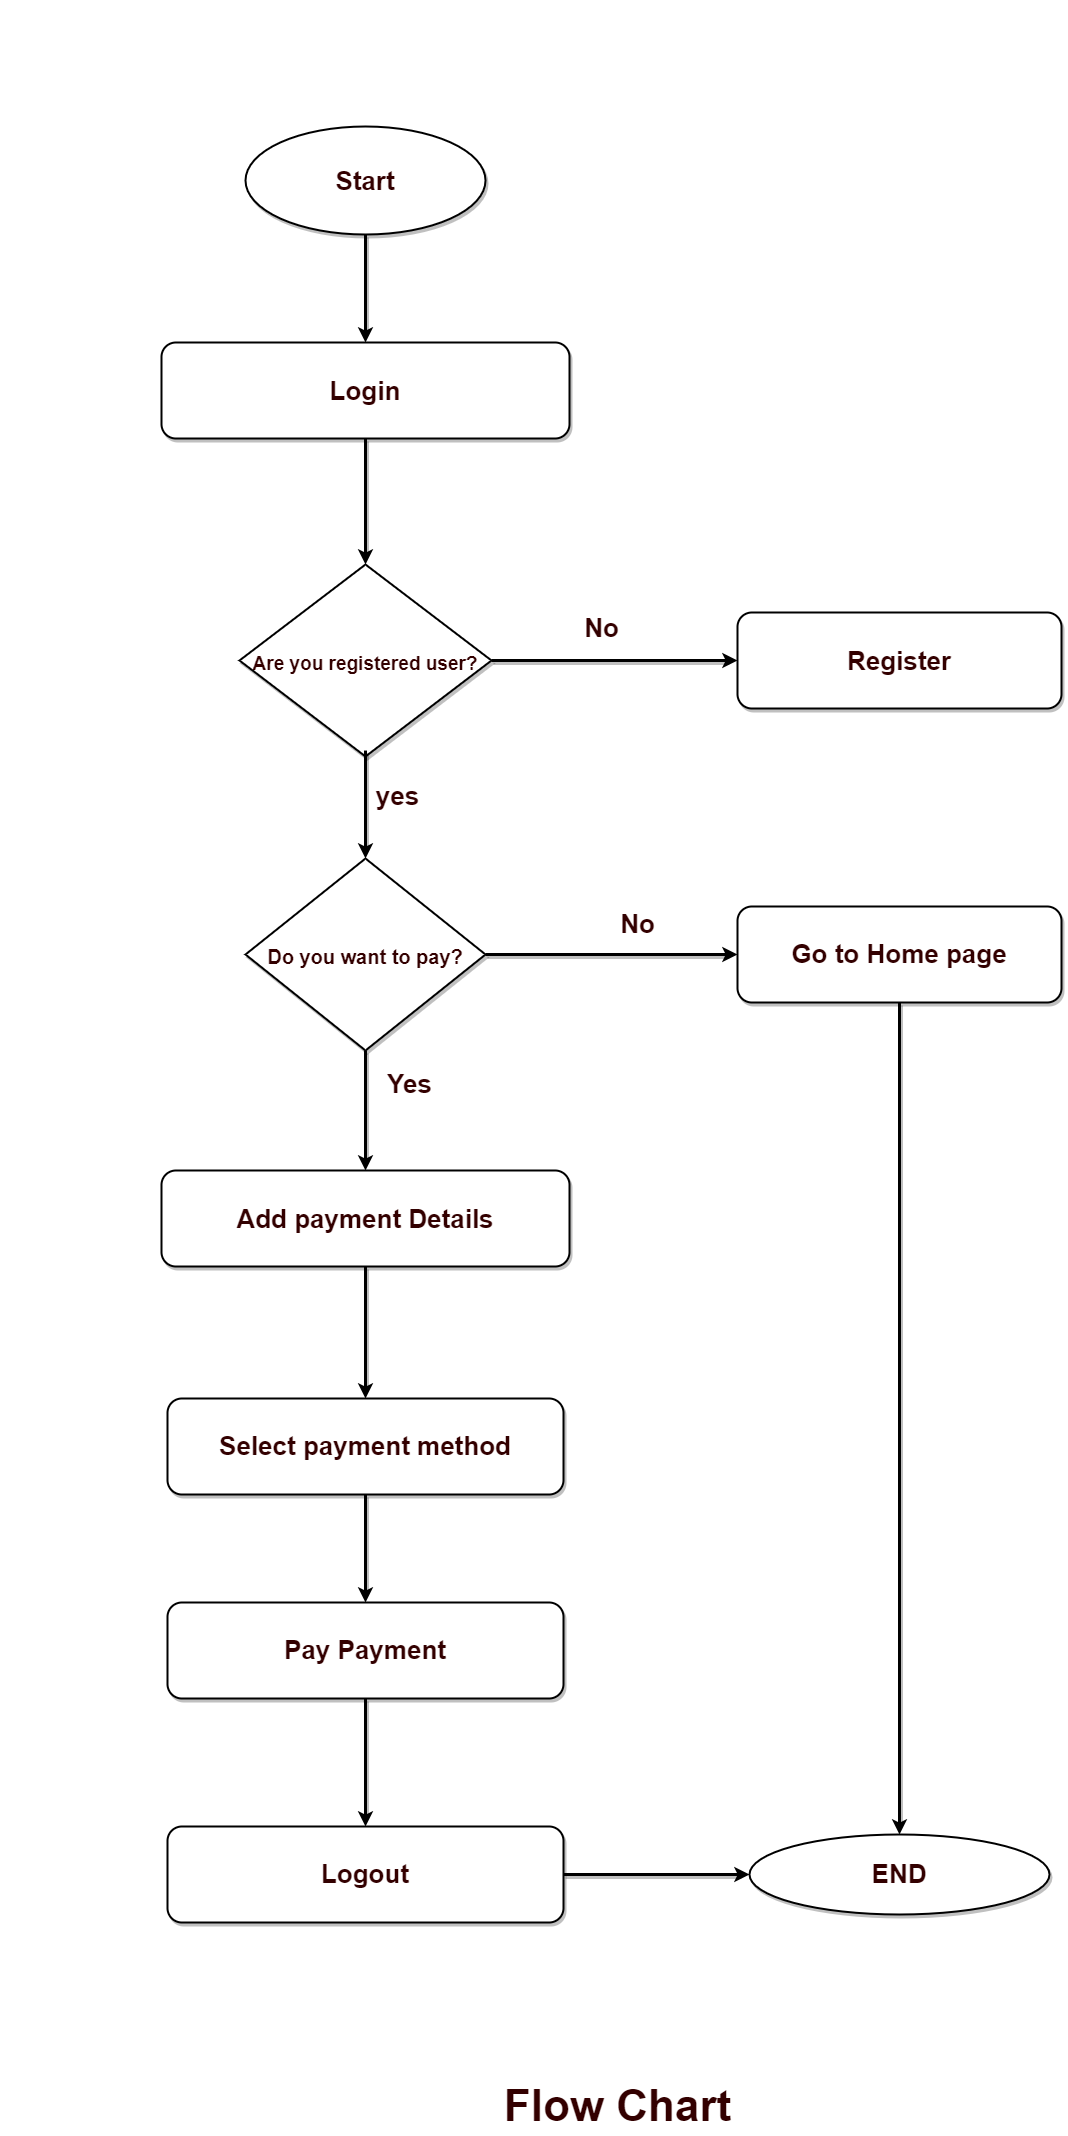 Start
Login
Are you registered user?
No
Register
yes
Do you want to pay?
No
Go to Home page
Yes
Add payment Details
Select payment method
Pay Payment
Logout
END
Flow Chart